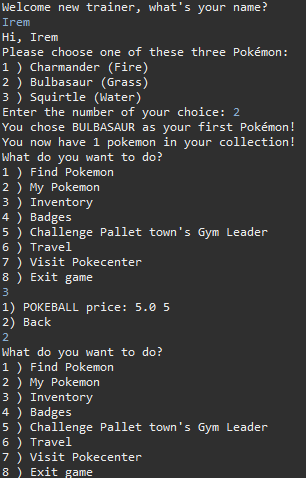 Welcome new trainer, what's your name?
Irem
Hi, Irem
Please choose one of these three Pokémon:
1 ) Charmander (Fire)
2 ) Bulbasaur (Grass)
3 ) Squirtle (Water)
Enter the number of your choice: 2
You chose BULBASAUR as your first Pokémon!
You now have 1 pokemon in your collection!
What do you want to do?
1 ) Find Pokemon
2 ) My Pokemon
3 ) Inventory
4 ) Badges
5 ) Challenge Pallet town's Gym Leader
6 ) Travel
7 ) Visit Pokecenter
8 ) Exit game
3
1) POKEBALL price: 5.0 5
2) Back
2
What do you want to do?
1 ) Find Pokemon
2 ) My Pokemon
3 ) Inventory
4 ) Badges
5 ) Challenge Pallet town's Gym Leader
6 ) Travel
7 ) Visit Pokecenter
8 ) Exit game